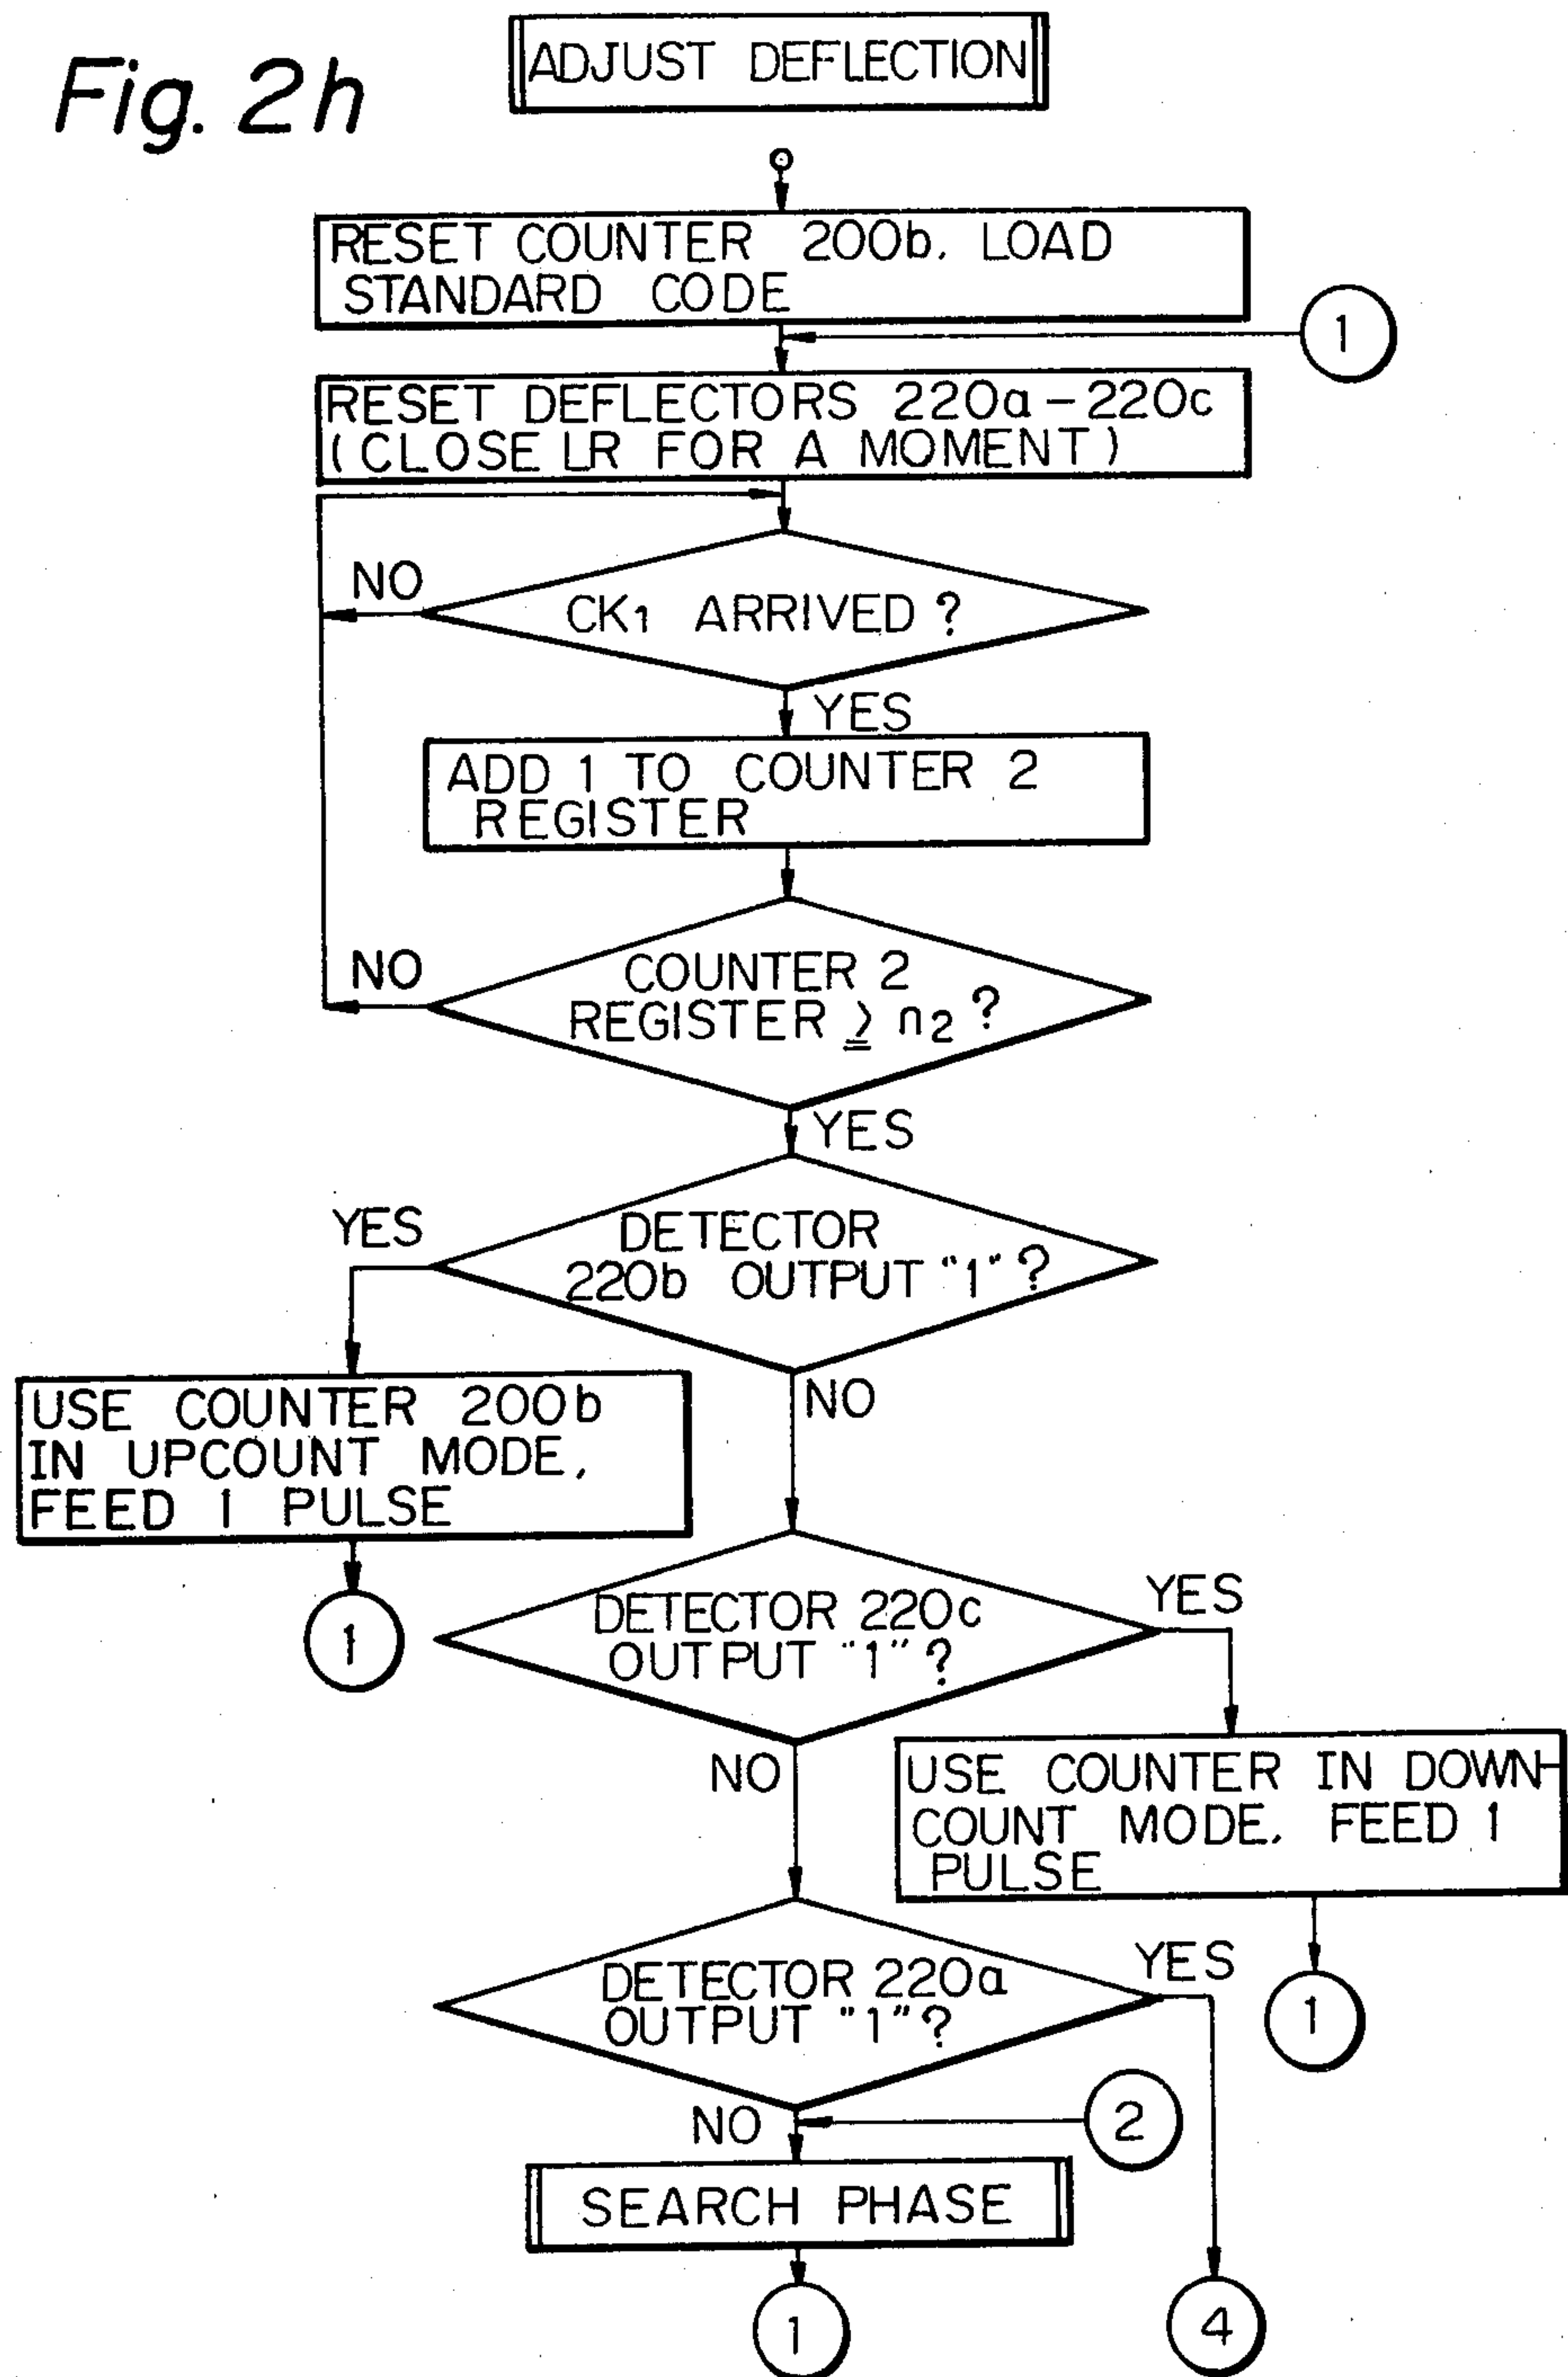 Fig. 2h
ADJUST DEFLECTION
RESET COUNTER 200b. LOAD
STANDARD CODE
1
RESET DEFLECTORS 220a-220c
(CLOSE LR FOR A MOMENT)
NO
CK1 ARRIVED?
YES
ADD 1 TO COUNTER 2
REGISTER
NO
COUNTER 2
REGISTER ≧ n2?
YES
YES
DETECTOR
220b OUTPUT "1"?
NO
USE COUNTER 200b
IN UPCOUNT MODE,
FEED 1 PULSE
1
DETECTOR 220c
OUTPUT "1"?
YES
NO
USE COUNTER IN DOWN-
COUNT MODE, FEED 1
PULSE
1
DETECTOR 220a
OUTPUT "1"?
YES
NO
2
SEARCH PHASE
1
4